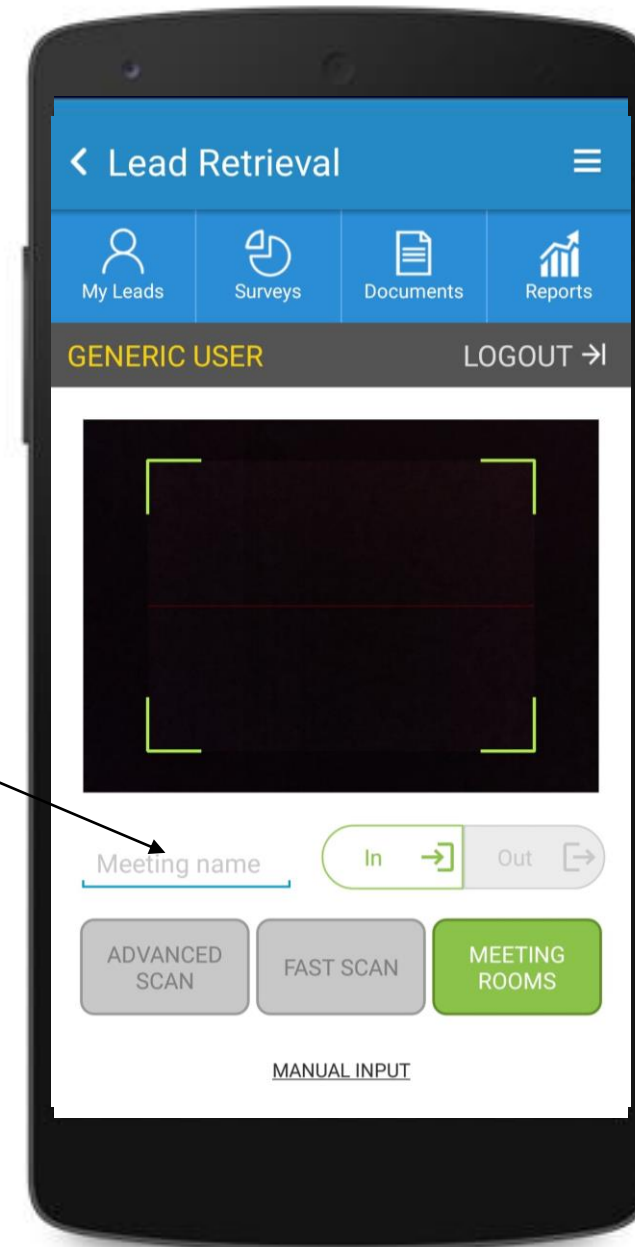 Lead Retrieval
My Leads Surveys Documents Reports
GENERIC USER LOGOUT
Meeting name In Out
ADVANCED SCAN FAST SCAN MEETING ROOMS
MANUAL INPUT